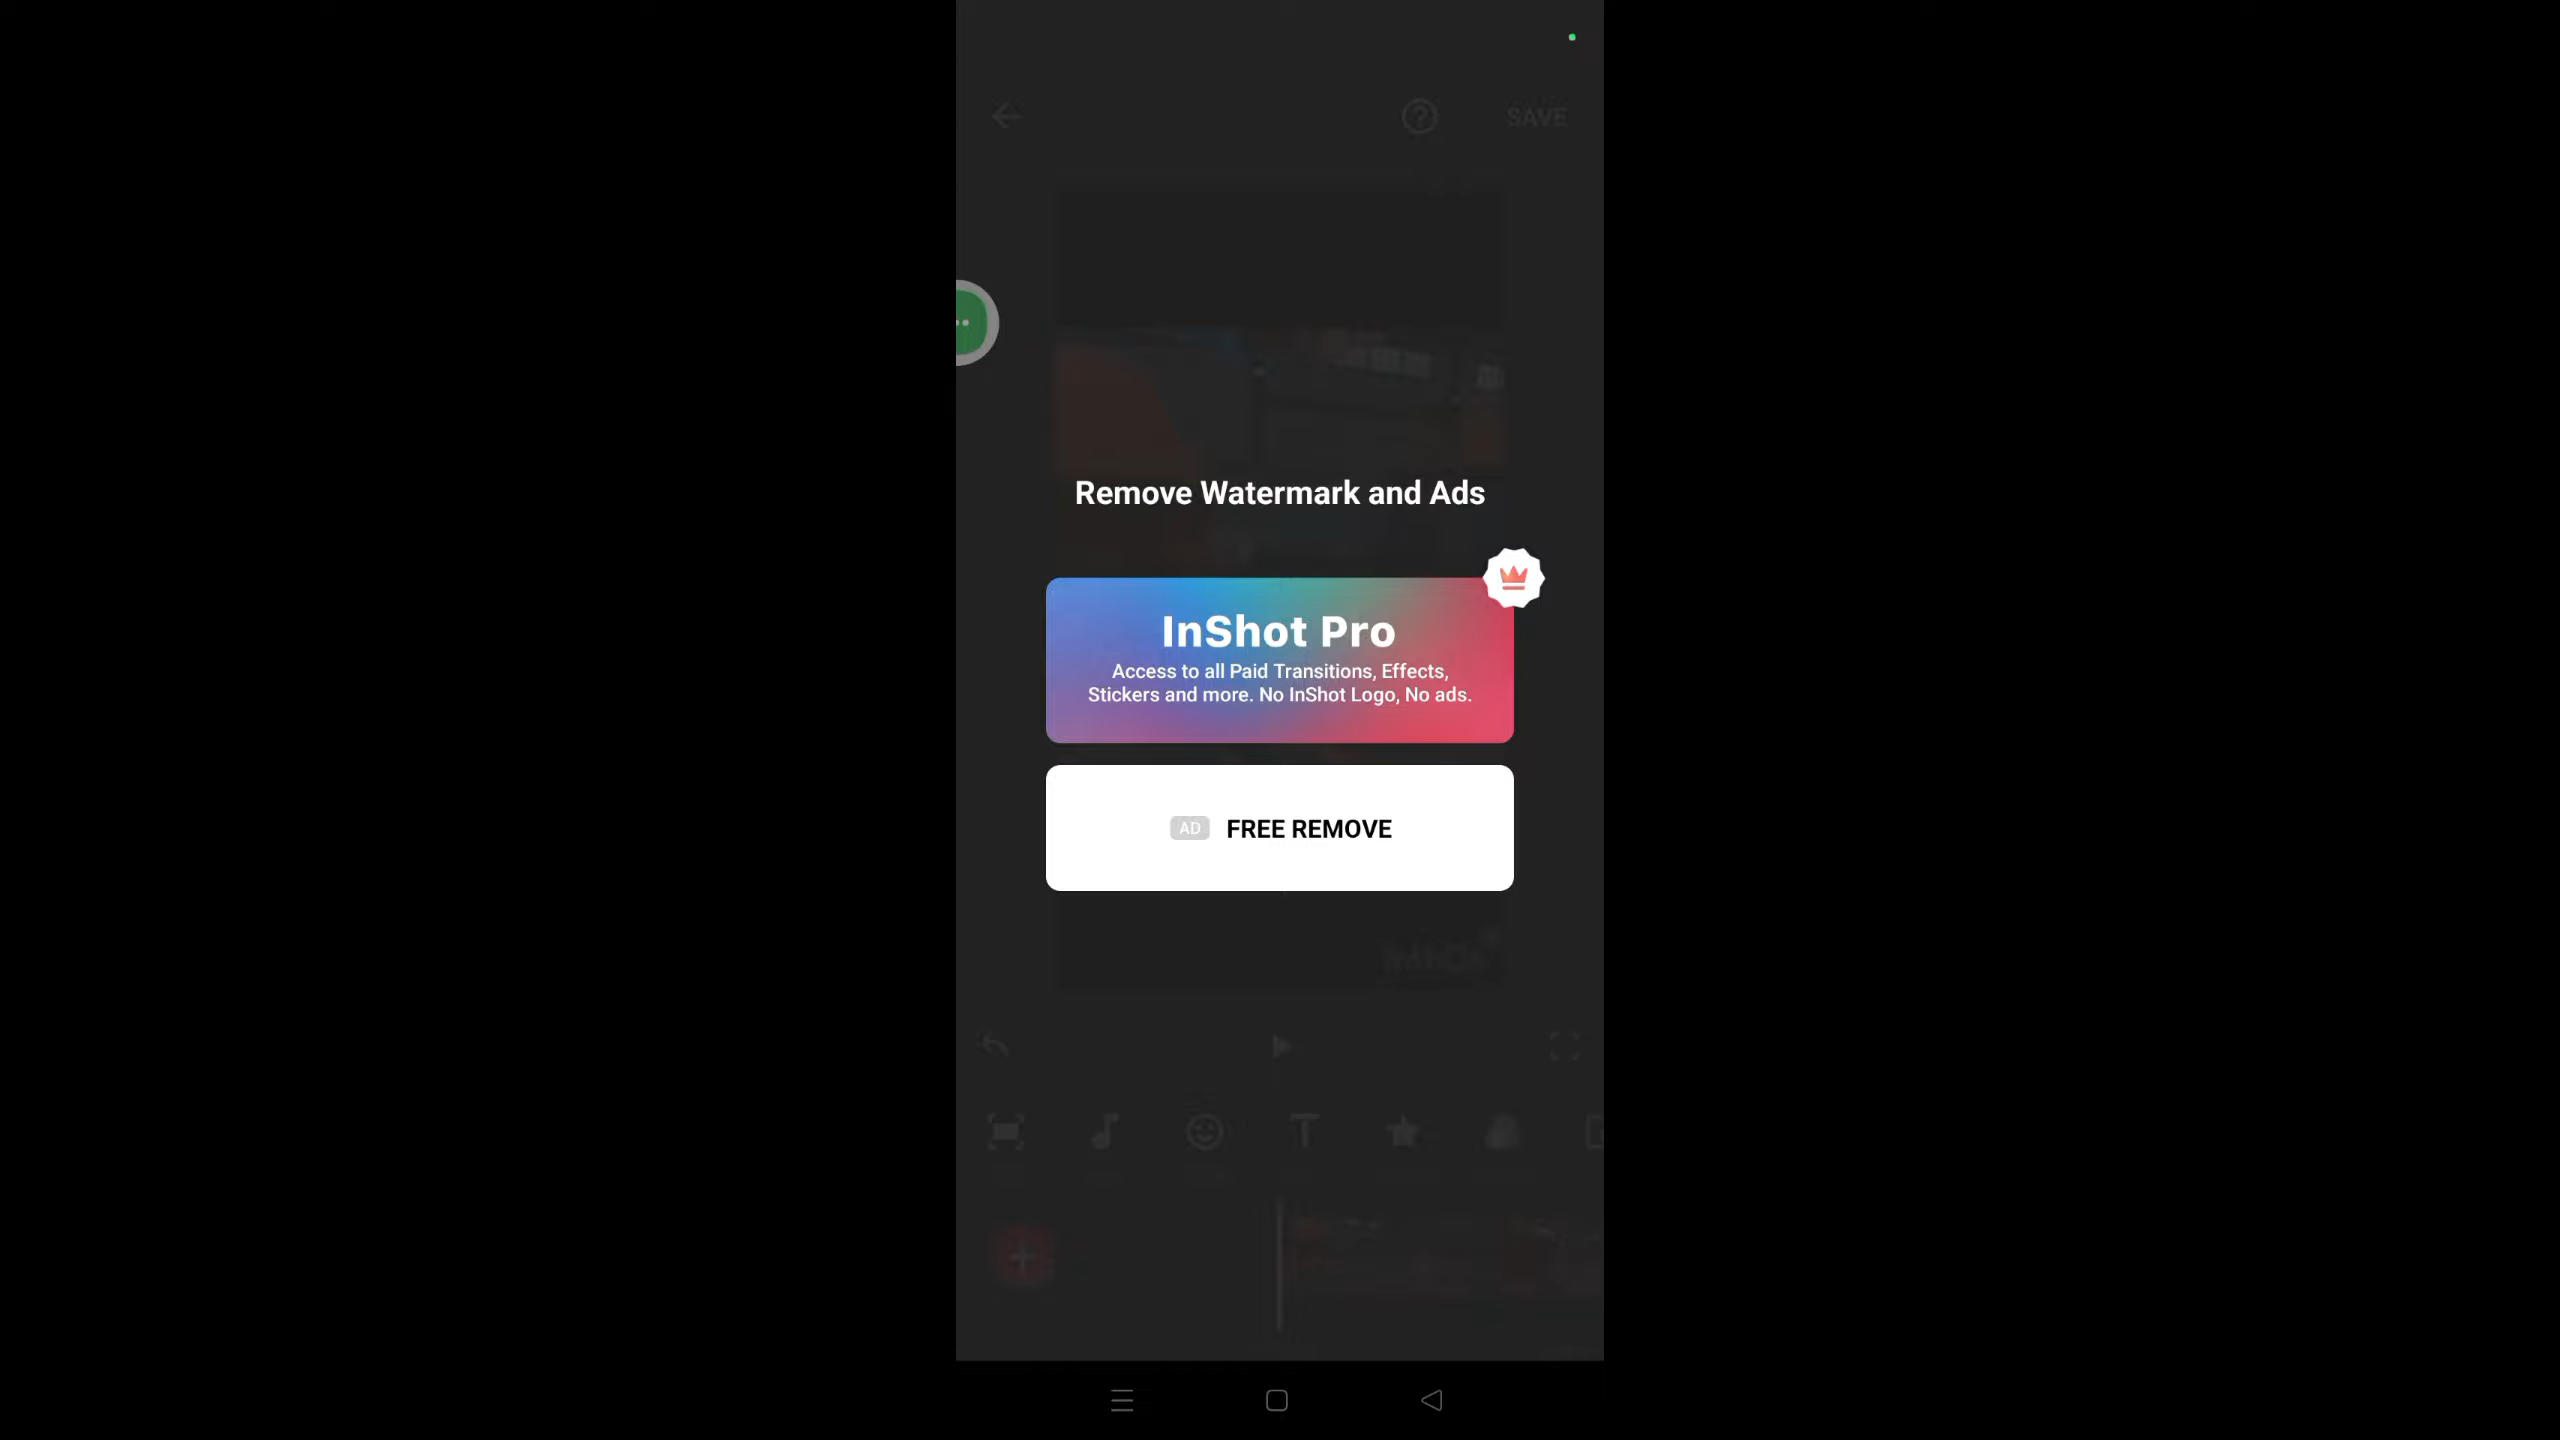 SAVE
Remove Watermark and Ads
InShot Pro
Access to all Paid Transitions, Effects,
Stickers and more. No InShot Logo, No ads.
AD FREE REMOVE